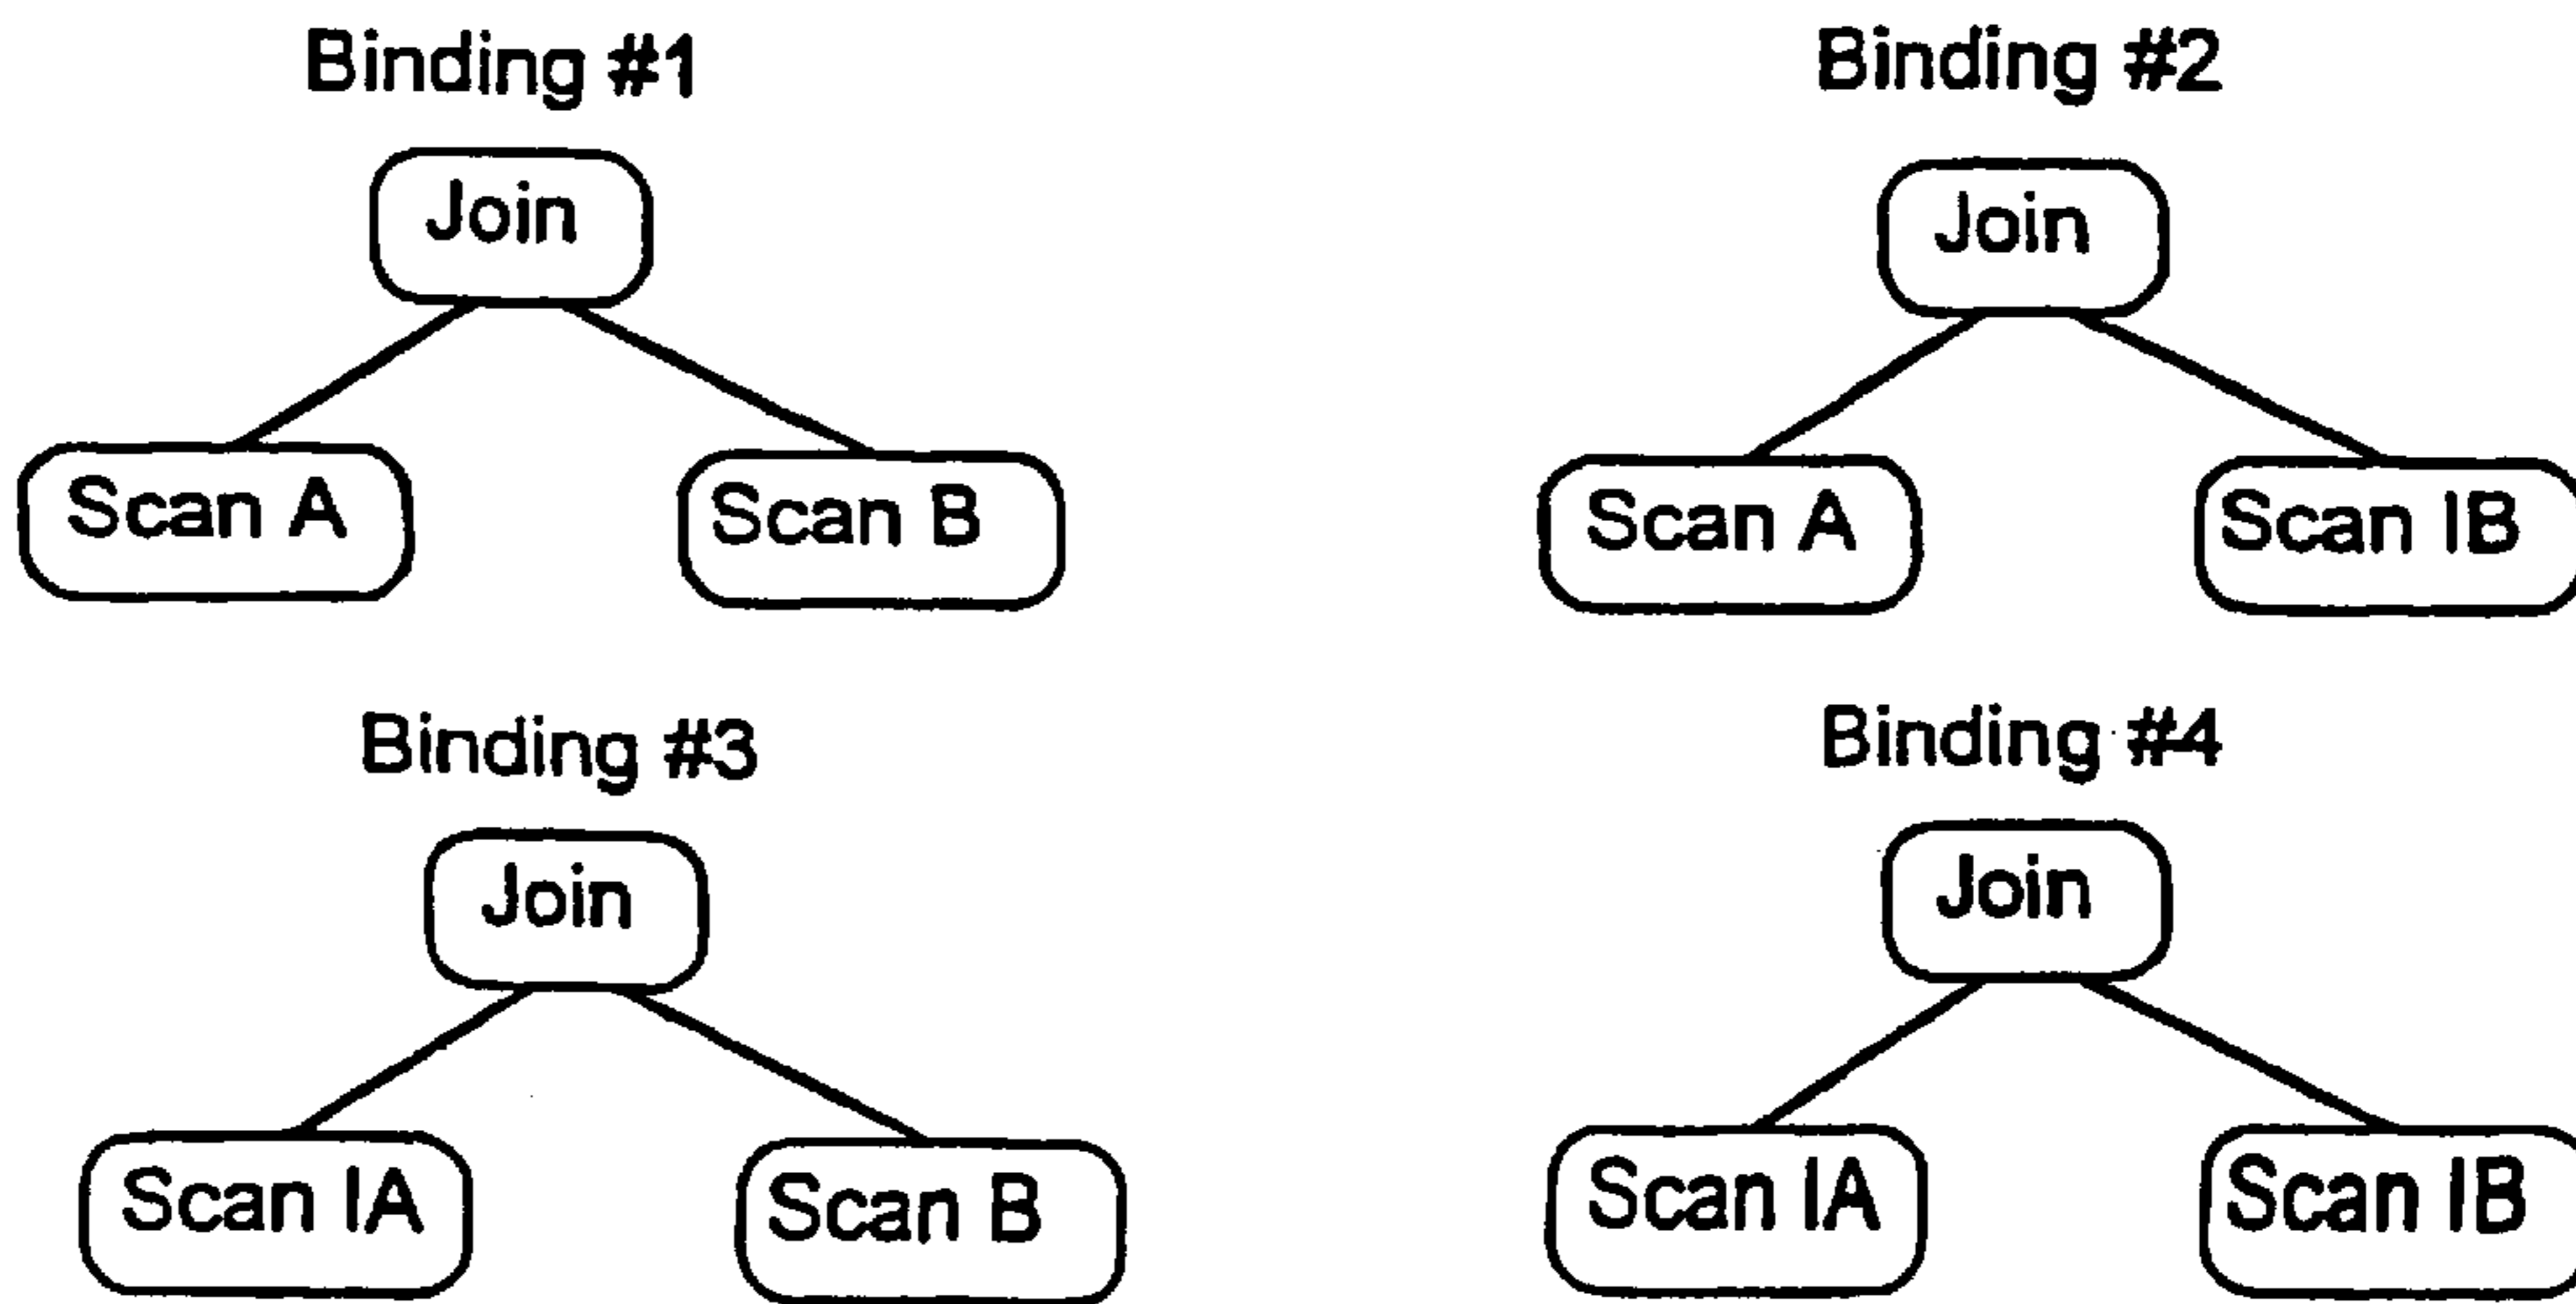 Binding #1
Binding #2
Join
Join
Scan A
Scan B
Scan A
Scan IB
Binding #3
Binding #4
Join
Join
Scan IA
Scan B
Scan IA
Scan IB